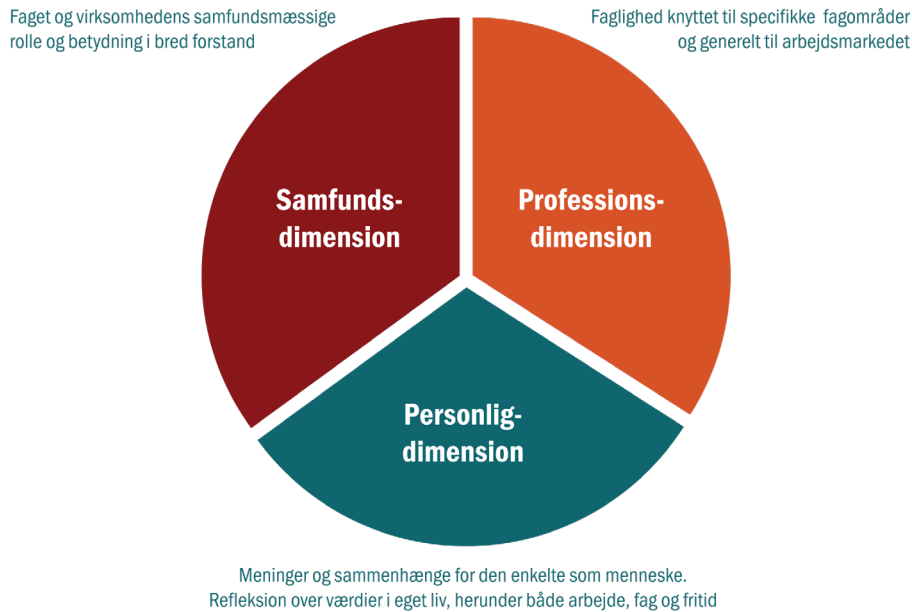 Faget og virksomhedens samfundsmæssige
rolle og betydning i bred forstand
Faglighed knyttet til specifikke fagområder
og generelt til arbejdsmarkedet
Samfunds-
dimension
Professions-
dimension
Personlig-
dimension
Meninger og sammenhænge for den enkelte som menneske.
Refleksion over værdier i eget liv, herunder både arbejde, fag og fritid